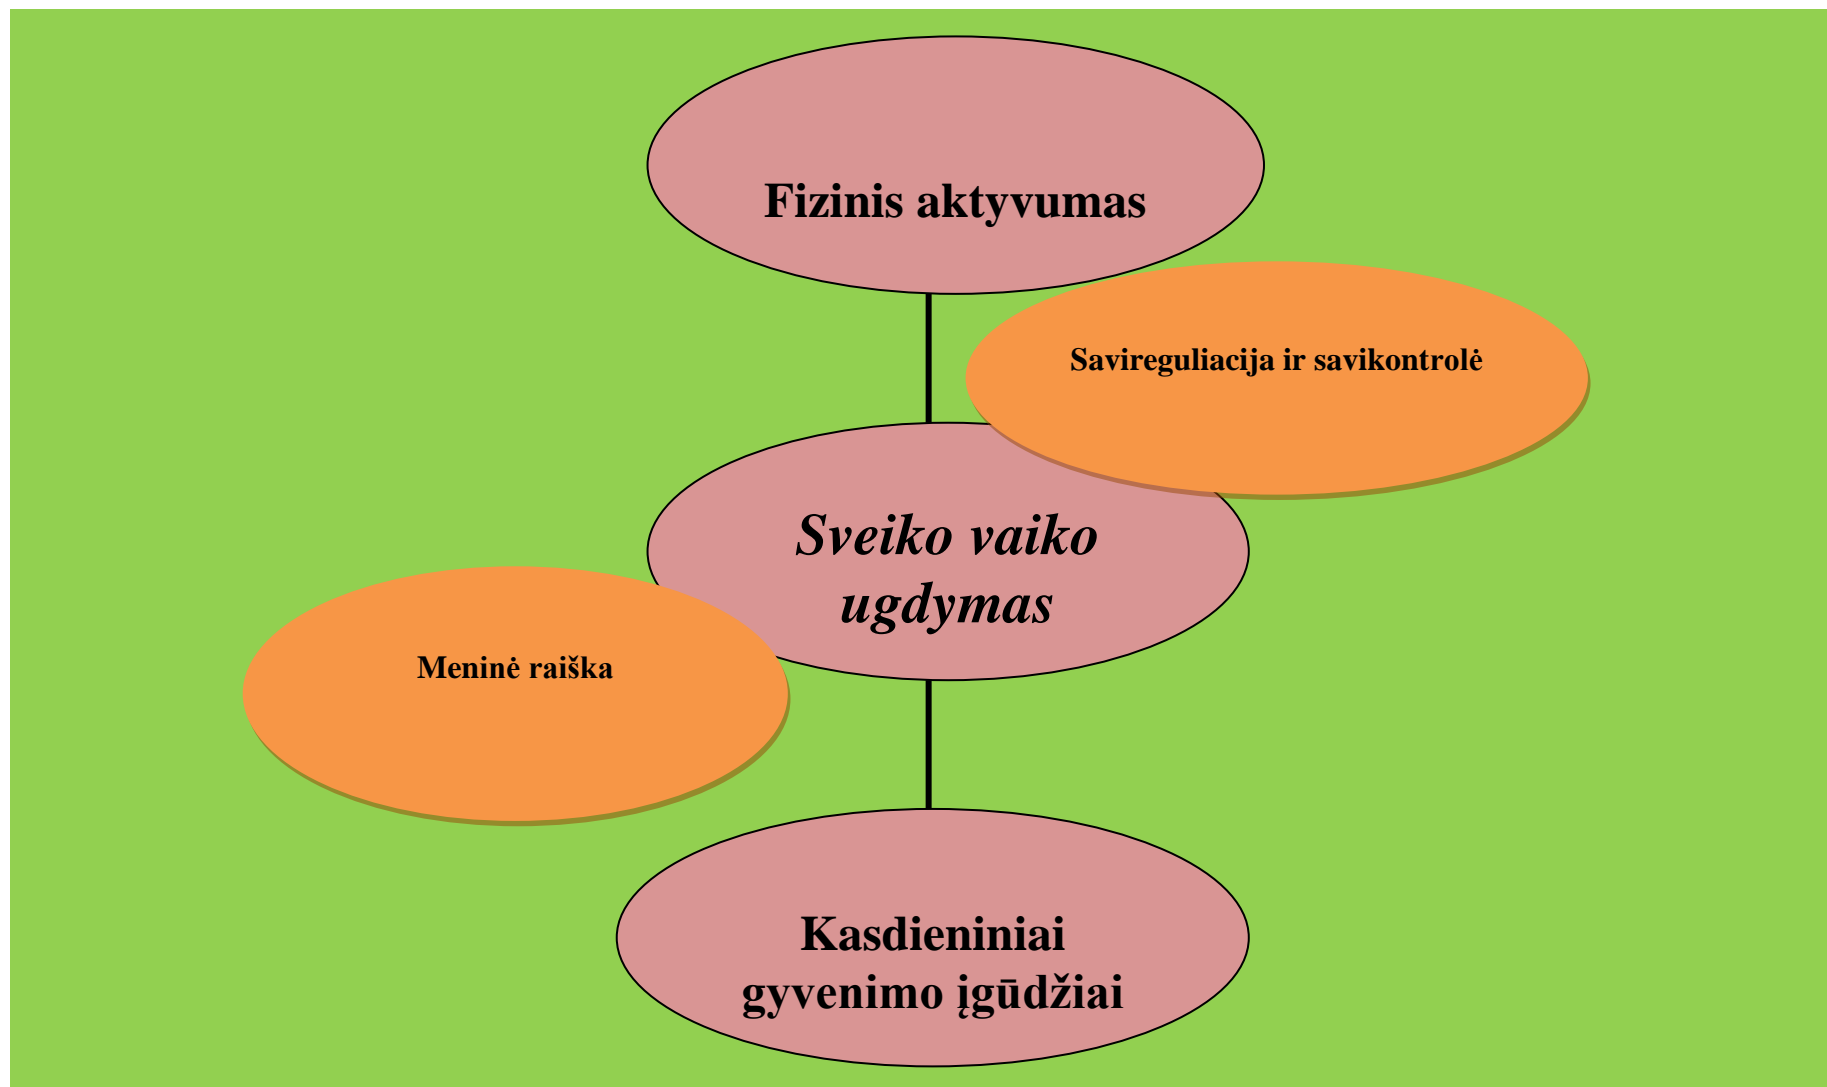 Fizinis aktyvumas
Savireguliacija ir savikontrolė
Sveiko vaiko
ugdymas
Meninė raiška
Kasdieniniai
gyvenimo įgūdžiai